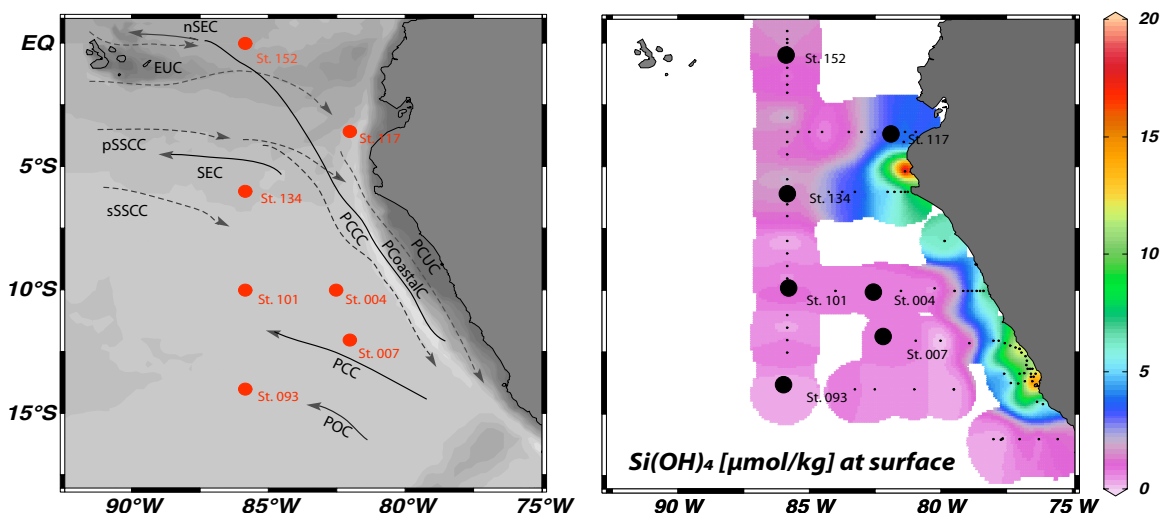 nSEC
EQ
St. 152
EUC
St. 117
pSSCC
5°S
SEC
St. 134
sSSCC
PCCC
PCoastalC
PCUC
10°S
St. 101
St. 004
St. 007
PCC
St. 093
15°S
POC
90°W
85°W
80°W
75°W
St. 152
St. 117
St. 134
St. 101
St. 004
St. 007
St. 093
Si(OH)₄ [µmol/kg] at surface
90°W
85°W
80°W
75°W
20
15
10
5
0